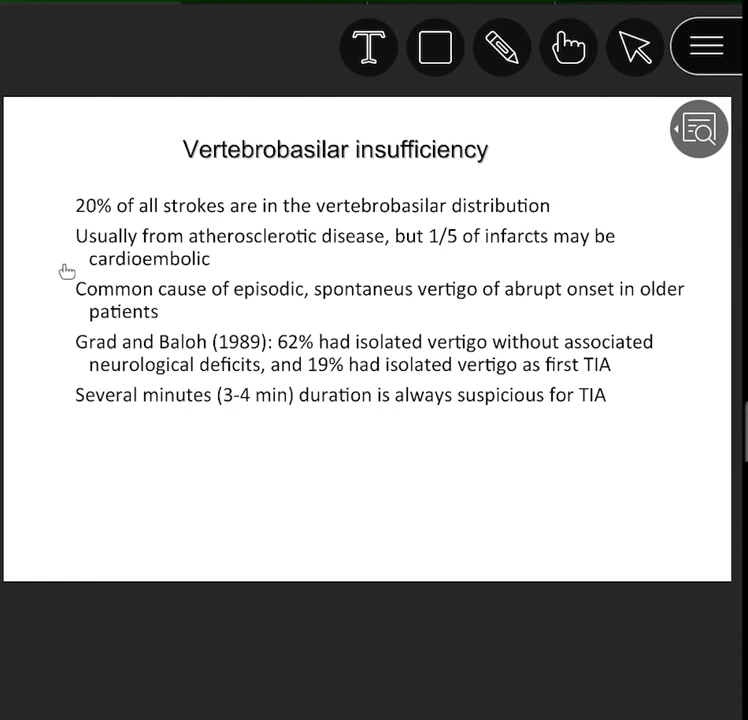 T
Vertebrobasilar insufficiency
20% of all strokes are in the vertebrobasilar distribution
Usually from atherosclerotic disease, but 1/5 of infarcts may be
cardioembolic
Common cause of episodic, spontaneus vertigo of abrupt onset in older
patients
Grad and Baloh (1989): 62% had isolated vertigo without associated
neurological deficits, and 19% had isolated vertigo as first TIA
Several minutes (3-4 min) duration is always suspicious for TIA